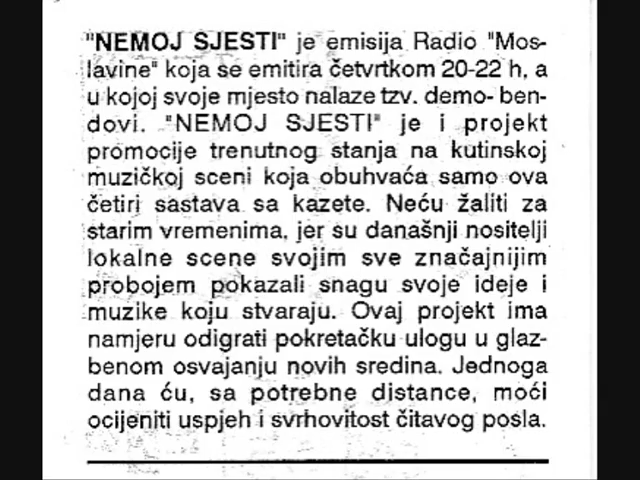 "NEMOJ SJESTI" je emisija Radio "Mos-
lavine" koja se emitira četvrtkom 20-22 h, a
u kojoj svoje mjesto nalaze tzv. demo- ben-
dovi. "NEMOJ SJESTI" je i projekt
promocije trenutnog stanja na kutinskoj
muzičkoj sceni koja obuhvaća samo ova
četiri sastava sa kazete. Neću žaliti za
starim vremenima, jer su današnji nositelji
lokalne scene svojim sve značajnijim
probojem pokazali snagu svoje ideje i
muzike koju stvaraju. Ovaj projekt ima
namjeru odigrati pokretačku ulogu u glaz-
benom osvajanju novih sredina. Jednoga
dana ću, sa potrebne distance, moći
ocijeniti uspjeh i svrhovitost čitavog posla.